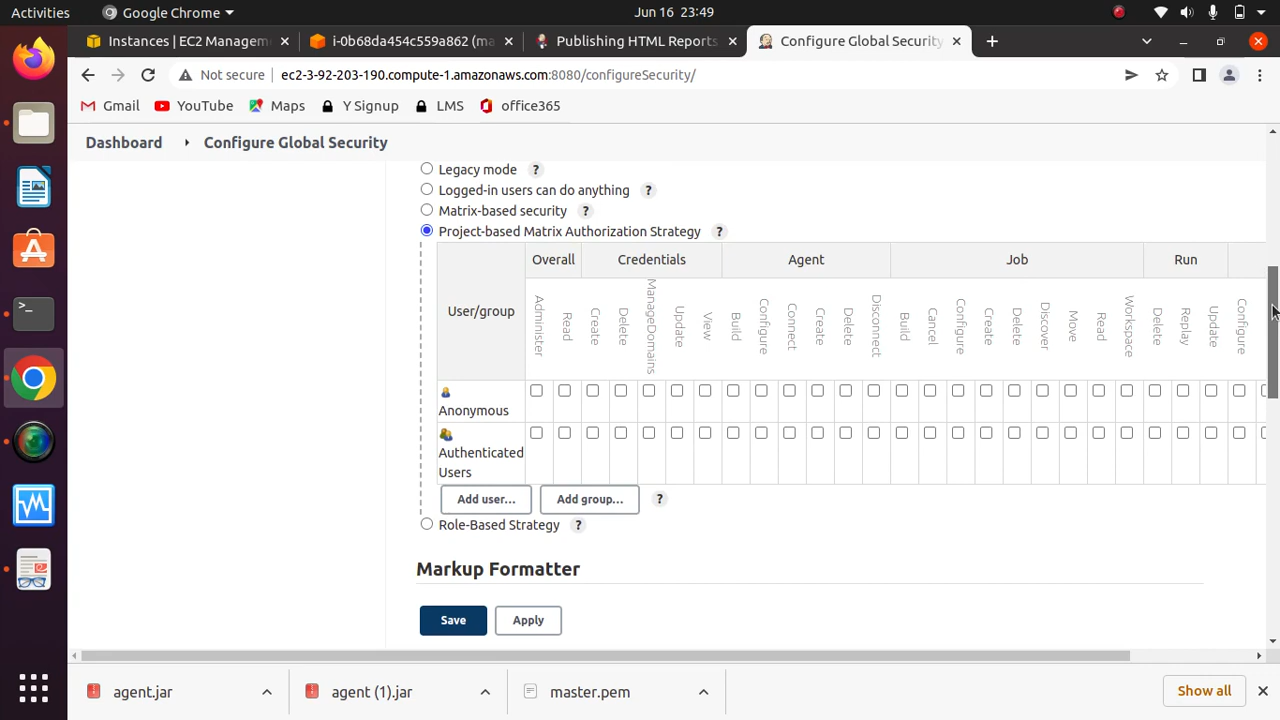 Activities
Google Chrome
Jun 16 23:49
Instances | EC2 Managem
i-0b68da454c559a862 (ma
Publishing HTML Reports
Configure Global Security
Not secure
ec2-3-92-203-190.compute-1.amazonaws.com:8080/configureSecurity/
Gmail
YouTube
Maps
Y Signup
LMS
office365
Dashboard
Configure Global Security
Legacy mode ?
Logged-in users can do anything ?
Matrix-based security ?
Project-based Matrix Authorization Strategy ?
User/group
Overall
Credentials
Agent
Job
Run
Administer
Read
Create
Delete
ManageDomains
Update
View
Build
Configure
Connect
Create
Delete
Disconnect
Build
Cancel
Configure
Create
Delete
Discover
Move
Read
Workspace
Delete
Replay
Update
Configure
Anonymous
Authenticated
Users
Add user...
Add group...
?
Role-Based Strategy ?
Markup Formatter
Save
Apply
agent.jar
agent (1).jar
master.pem
Show all